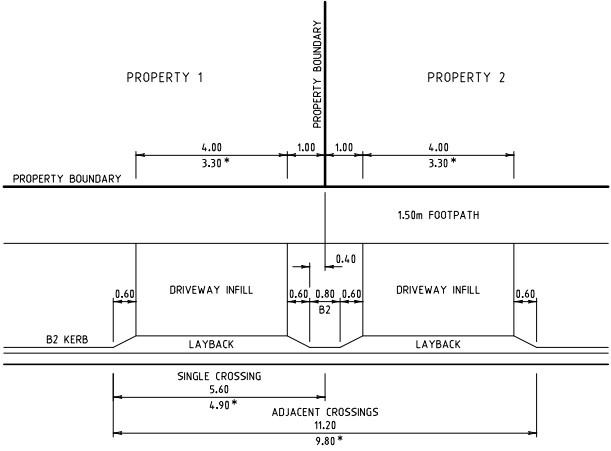 PROPERTY 1
PROPERTY BOUNDARY
PROPERTY 2
4.00
1.00
1.00
4.00
3.30 *
3.30 *
PROPERTY BOUNDARY
1.50m FOOTPATH
0.40
0.60
DRIVEWAY INFILL
0.60
0.80
0.60
DRIVEWAY INFILL
0.60
B2
B2 KERB
LAYBACK
LAYBACK
SINGLE CROSSING
5.60
4.90 *
ADJACENT CROSSINGS
11.20
9.80 *